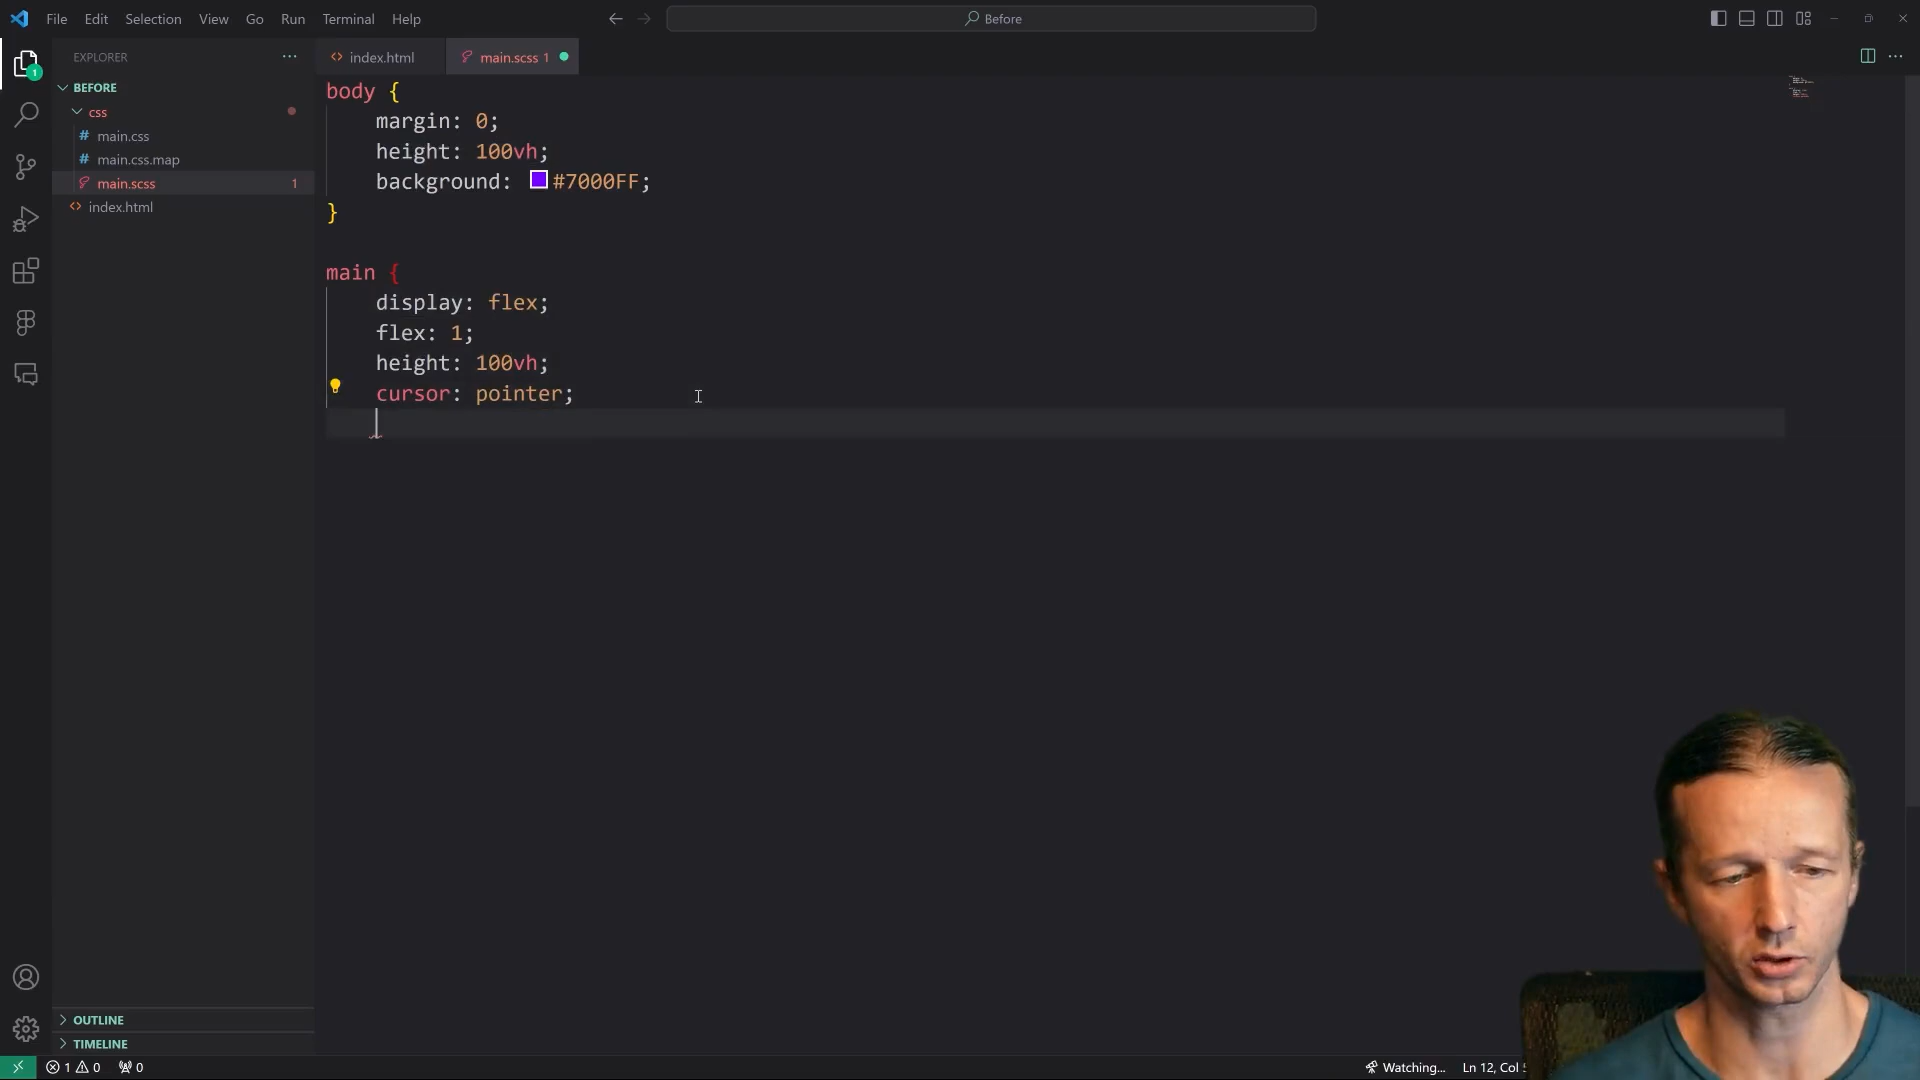 File Edit Selection View Go Run Terminal Help
Before
EXPLORER
BEFORE
css
main.css
main.css.map
main.scss 1
index.html
OUTLINE
TIMELINE
1
index.html
main.scss 1
body {
margin: 0;
height: 100vh;
background: #7000FF;
}
main {
display: flex;
flex: 1;
height: 100vh;
cursor: pointer;
1 0 0
Watching...
Ln 12, Col